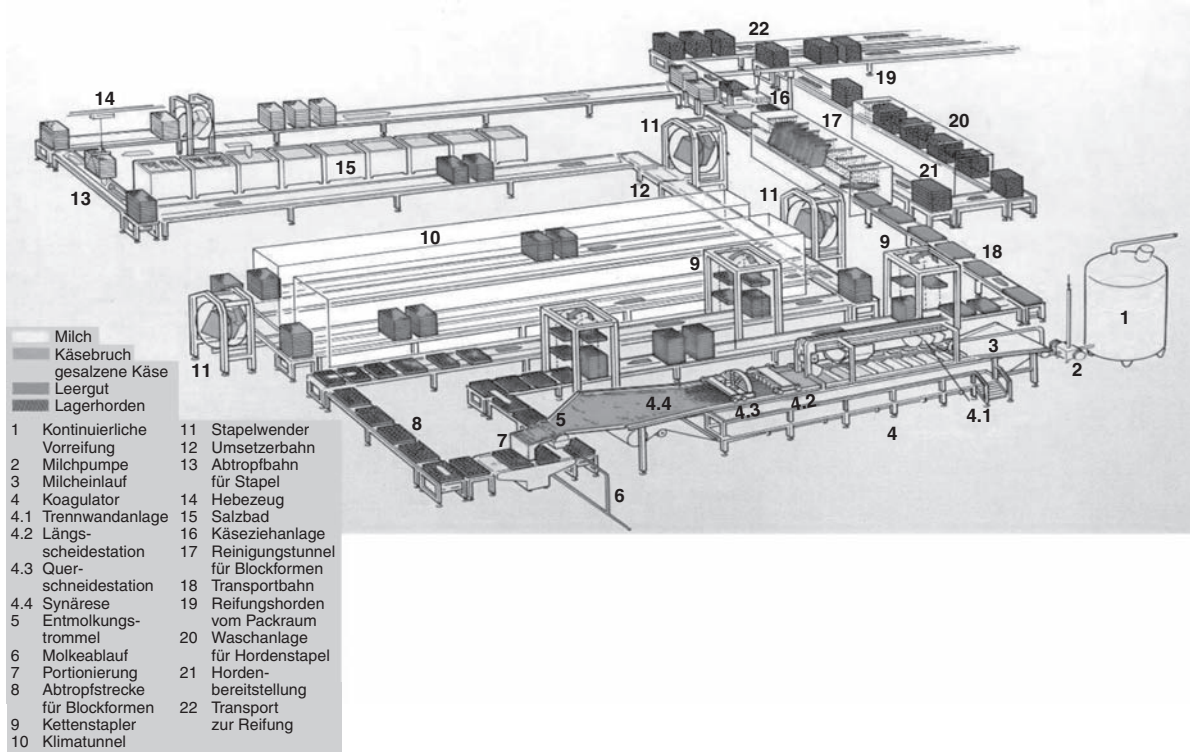 22
19
14
16
20
11
17
15
21
13
12
11
10
9
9
18
1
3
2
11
4.4
4.3
4.2
4.1
5
4
8
7
6
Milch
Käsebruch
gesalzene Käse
Leergut
Lagerhorden
1 Kontinuierliche
Vorreifung
2 Milchpumpe
3 Milcheinlauf
4 Koagulator
4.1 Trennwandanlage
4.2 Längs-
scheidestation
4.3 Quer-
schneidestation
4.4 Synärese
5 Entmolkungs-
trommel
6 Molkeablauf
7 Portionierung
8 Abtropfstrecke
für Blockformen
9 Kettenstapler
10 Klimatunnel
11 Stapelwender
12 Umsetzerbahn
13 Abtropfbahn
für Stapel
14 Hebezeug
15 Salzbad
16 Käseziehanlage
17 Reinigungstunnel
für Blockformen
18 Transportbahn
19 Reifungshorden
vom Packraum
20 Waschanlage
für Hordenstapel
21 Horden-
bereitstellung
22 Transport
zur Reifung